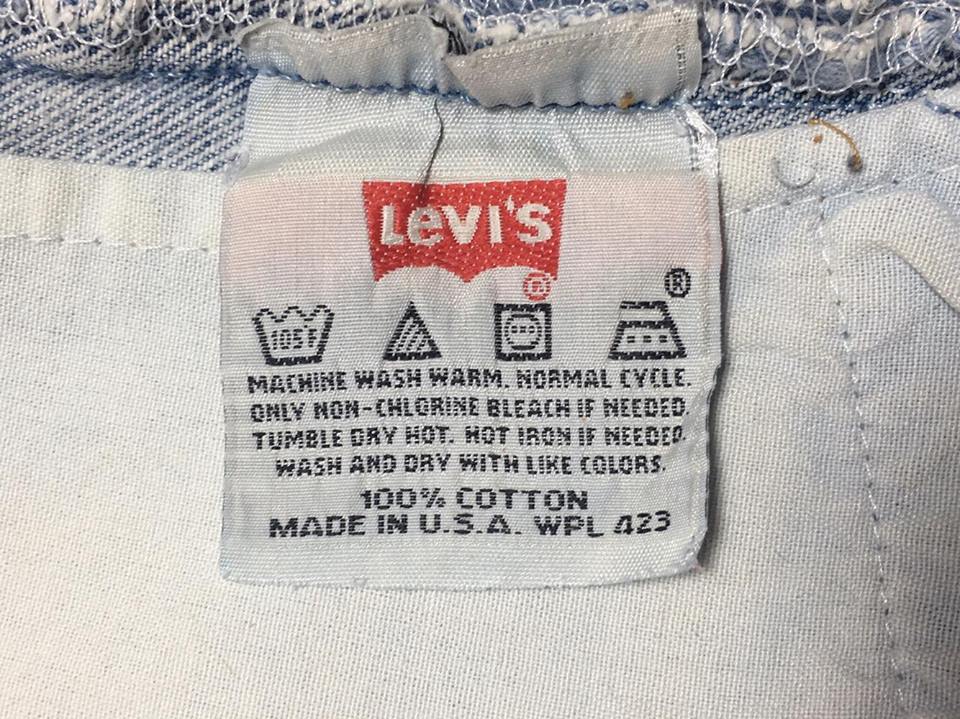 LEVI'S
®
®
105°F
MACHINE WASH WARM. NORMAL CYCLE.
ONLY NON-CHLORINE BLEACH IF NEEDED.
TUMBLE DRY HOT. HOT IRON IF NEEDED.
WASH AND DRY WITH LIKE COLORS.
100% COTTON
MADE IN U.S.A. WPL 423